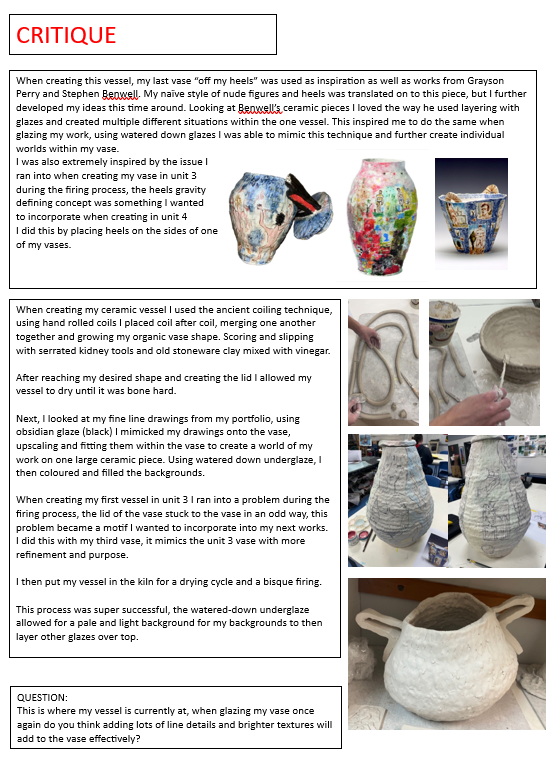 CRITIQUE
When creating this vessel, my last vase “off my heels” was used as inspiration as well as works from Grayson
Perry and Stephen Benwell. My naïve style of nude figures and heels was translated on to this piece, but I further
developed my ideas this time around. Looking at Benwell’s ceramic pieces I loved the way he used layering with
glazes and created multiple different situations within the one vessel. This inspired me to do the same when
glazing my work, using watered down glazes I was able to mimic this technique and further create individual
worlds within my vase.
I was also extremely inspired by the issue I
ran into when creating my vase in unit 3
during the firing process, the heels gravity
defining concept was something I wanted
to incorporate when creating in unit 4
I did this by placing heels on the sides of one
of my vases.
When creating my ceramic vessel I used the ancient coiling technique,
using hand rolled coils I placed coil after coil, merging one another
together and growing my organic vase shape. Scoring and slipping
with serrated kidney tools and old stoneware clay mixed with vinegar.
After reaching my desired shape and creating the lid I allowed my
vessel to dry until it was bone hard.
Next, I looked at my fine line drawings from my portfolio, using
obsidian glaze (black) I mimicked my drawings onto the vase,
upscaling and fitting them within the vase to create a world of my
work on one large ceramic piece. Using watered down underglaze, I
then coloured and filled the backgrounds.
When creating my first vessel in unit 3 I ran into a problem during the
firing process, the lid of the vase stuck to the vase in an odd way, this
problem became a motif I wanted to incorporate into my next works.
I did this with my third vase, it mimics the unit 3 vase with more
refinement and purpose.
I then put my vessel in the kiln for a drying cycle and a bisque firing.
This process was super successful, the watered-down underglaze
allowed for a pale and light background for my backgrounds to then
layer other glazes over top.
QUESTION:
This is where my vessel is currently at, when glazing my vase once
again do you think adding lots of line details and brighter textures will
add to the vase effectively?